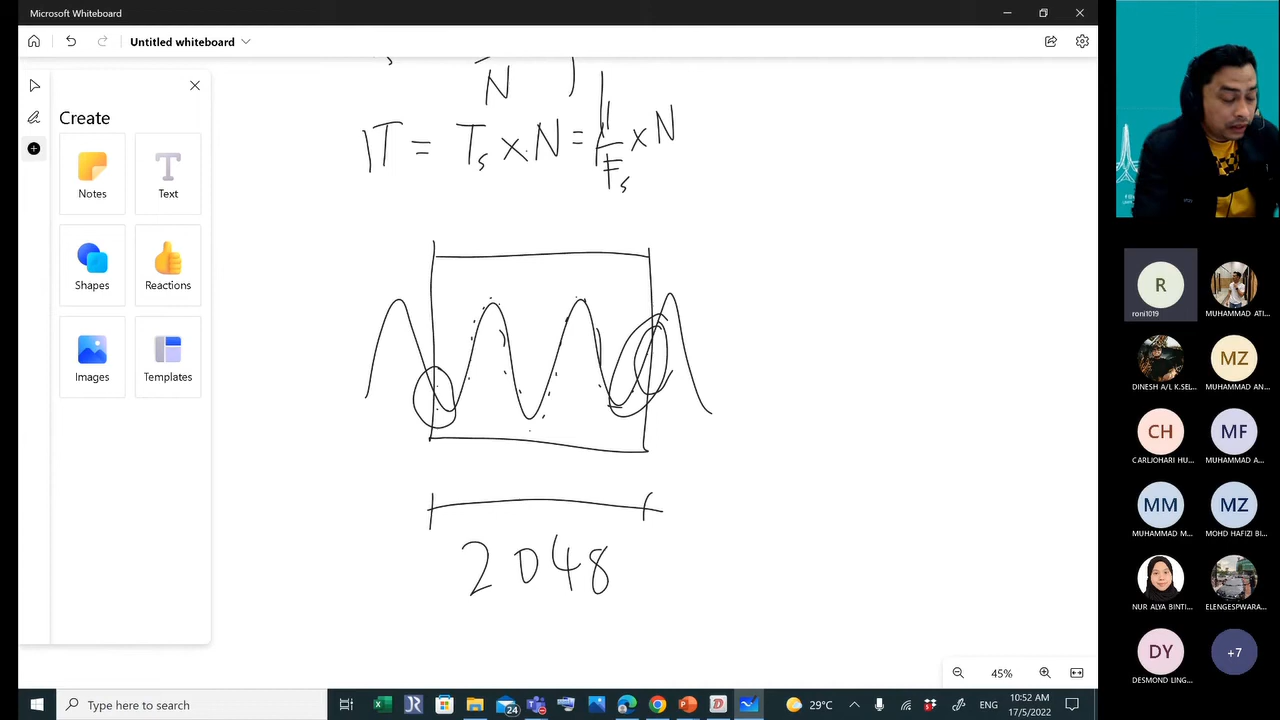 Microsoft Whiteboard
Untitled whiteboard
Create
Notes
Text
Shapes
Reactions
Images
Templates
N
1T = Ts x N = 1/Fs x N
2048
R
roni1019
MUHAMMAD ATI...
DINESH A/L K.SEL...
MZ
MUHAMMAD AN...
CH
CARLJOHARI HU...
MF
MUHAMMAD A...
MM
MUHAMMAD M...
MZ
MOHD HAFIZI BI...
NUR ALYA BINTI...
ELENGESPWARA...
DY
DESMOND LING...
+7
45%
Type here to search
24
29°C
ENG
10:52 AM
17/5/2022